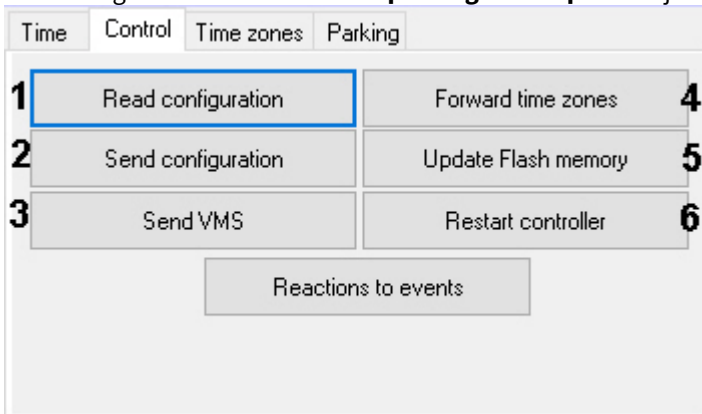 Time Control Time zones Parking
1 Read configuration Forward time zones 4
2 Send configuration Update Flash memory 5
3 Send VMS Restart controller 6
Reactions to events